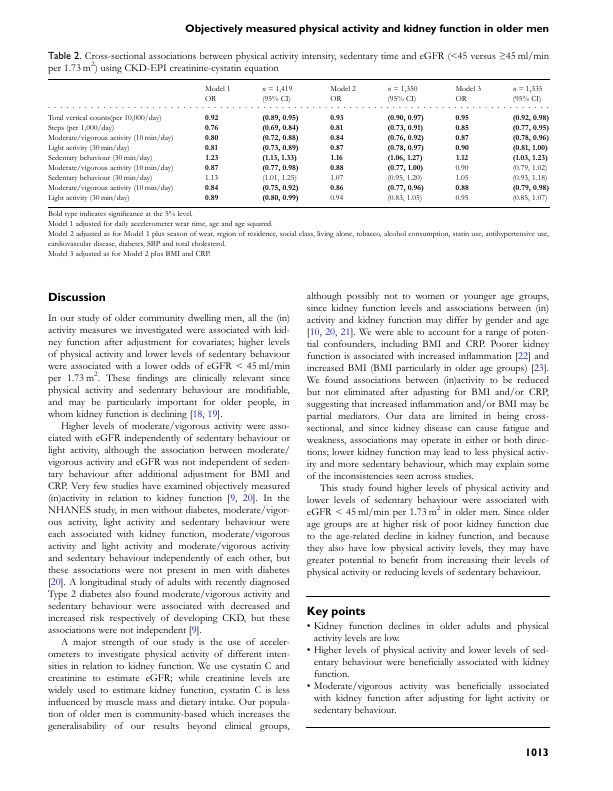 Objectively measured physical activity and kidney function in older men
Table 2. Cross-sectional associations between physical activity intensity, sedentary time and eGFR (<45 versus ≥45 ml/min
per 1.73 m2) using CKD-EPI creatinine-cystatin equation
Model 1 n = 1,419 Model 2 n = 1,350 Model 3 n = 1,335
OR (95% CI) OR (95% CI) OR (95% CI)
Total vertical counts(per 10,000/day) 0.92 (0.89, 0.95) 0.93 (0.90, 0.97) 0.95 (0.92, 0.98)
Steps (per 1,000/day) 0.76 (0.69, 0.84) 0.81 (0.73, 0.91) 0.85 (0.77, 0.95)
Moderate/vigorous activity (10 min/day) 0.80 (0.72, 0.88) 0.84 (0.76, 0.92) 0.87 (0.78, 0.96)
Light activity (30 min/day) 0.81 (0.73, 0.89) 0.87 (0.78, 0.97) 0.90 (0.81, 1.00)
Sedentary behaviour (30 min/day) 1.23 (1.13, 1.33) 1.16 (1.06, 1.27) 1.12 (1.03, 1.23)
Moderate/vigorous activity (10 min/day) 0.87 (0.77, 0.98) 0.88 (0.77, 1.00) 0.90 (0.79, 1.02)
Sedentary behaviour (30 min/day) 1.13 (1.01, 1.25) 1.07 (0.95, 1.20) 1.05 (0.93, 1.18)
Moderate/vigorous activity (10 min/day) 0.84 (0.75, 0.92) 0.86 (0.77, 0.96) 0.88 (0.79, 0.98)
Light activity (30 min/day) 0.89 (0.80, 0.99) 0.94 (0.83, 1.05) 0.95 (0.85, 1.07)
Bold type indicates significance at the 5% level.
Model 1 adjusted for daily accelerometer wear time, age and age squared.
Model 2 adjusted as for Model 1 plus season of wear, region of residence, social class, living alone, tobacco, alcohol consumption, statin use, antihypertensive use,
cardiovascular disease, diabetes, SBP and total cholesterol.
Model 3 adjusted as for Model 2 plus BMI and CRP.
Discussion
In our study of older community dwelling men, all the (in)
activity measures we investigated were associated with kid-
ney function after adjustment for covariates; higher levels
of physical activity and lower levels of sedentary behaviour
were associated with a lower odds of eGFR < 45 ml/min
per 1.73 m2. These findings are clinically relevant since
physical activity and sedentary behaviour are modifiable,
and may be particularly important for older people, in
whom kidney function is declining [18, 19].
Higher levels of moderate/vigorous activity were asso-
ciated with eGFR independently of sedentary behaviour or
light activity, although the association between moderate/
vigorous activity and eGFR was not independent of seden-
tary behaviour after additional adjustment for BMI and
CRP. Very few studies have examined objectively measured
(in)activity in relation to kidney function [9, 20]. In the
NHANES study, in men without diabetes, moderate/vigor-
ous activity, light activity and sedentary behaviour were
each associated with kidney function, moderate/vigorous
activity and light activity and moderate/vigorous activity
and sedentary behaviour independently of each other, but
these associations were not present in men with diabetes
[20]. A longitudinal study of adults with recently diagnosed
Type 2 diabetes also found moderate/vigorous activity and
sedentary behaviour were associated with decreased and
increased risk respectively of developing CKD, but these
associations were not independent [9].
A major strength of our study is the use of acceler-
ometers to investigate physical activity of different inten-
sities in relation to kidney function. We use cystatin C and
creatinine to estimate eGFR; while creatinine levels are
widely used to estimate kidney function, cystatin C is less
influenced by muscle mass and dietary intake. Our popula-
tion of older men is community-based which increases the
generalisability of our results beyond clinical groups,
although possibly not to women or younger age groups,
since kidney function levels and associations between (in)
activity and kidney function may differ by gender and age
[10, 20, 21]. We were able to account for a range of poten-
tial confounders, including BMI and CRP. Poorer kidney
function is associated with increased inflammation [22] and
increased BMI (BMI particularly in older age groups) [23].
We found associations between (in)activity to be reduced
but not eliminated after adjusting for BMI and/or CRP,
suggesting that increased inflammation and/or BMI may be
partial mediators. Our data are limited in being cross-
sectional, and since kidney disease can cause fatigue and
weakness, associations may operate in either or both direc-
tions; lower kidney function may lead to less physical activ-
ity and more sedentary behaviour, which may explain some
of the inconsistencies seen across studies.
This study found higher levels of physical activity and
lower levels of sedentary behaviour were associated with
eGFR < 45 ml/min per 1.73 m2 in older men. Since older
age groups are at higher risk of poor kidney function due
to the age-related decline in kidney function, and because
they also have low physical activity levels, they may have
greater potential to benefit from increasing their levels of
physical activity or reducing levels of sedentary behaviour.
Key points
• Kidney function declines in older adults and physical
activity levels are low.
• Higher levels of physical activity and lower levels of sed-
entary behaviour were beneficially associated with kidney
function.
• Moderate/vigorous activity was beneficially associated
with kidney function after adjusting for light activity or
sedentary behaviour.
1013